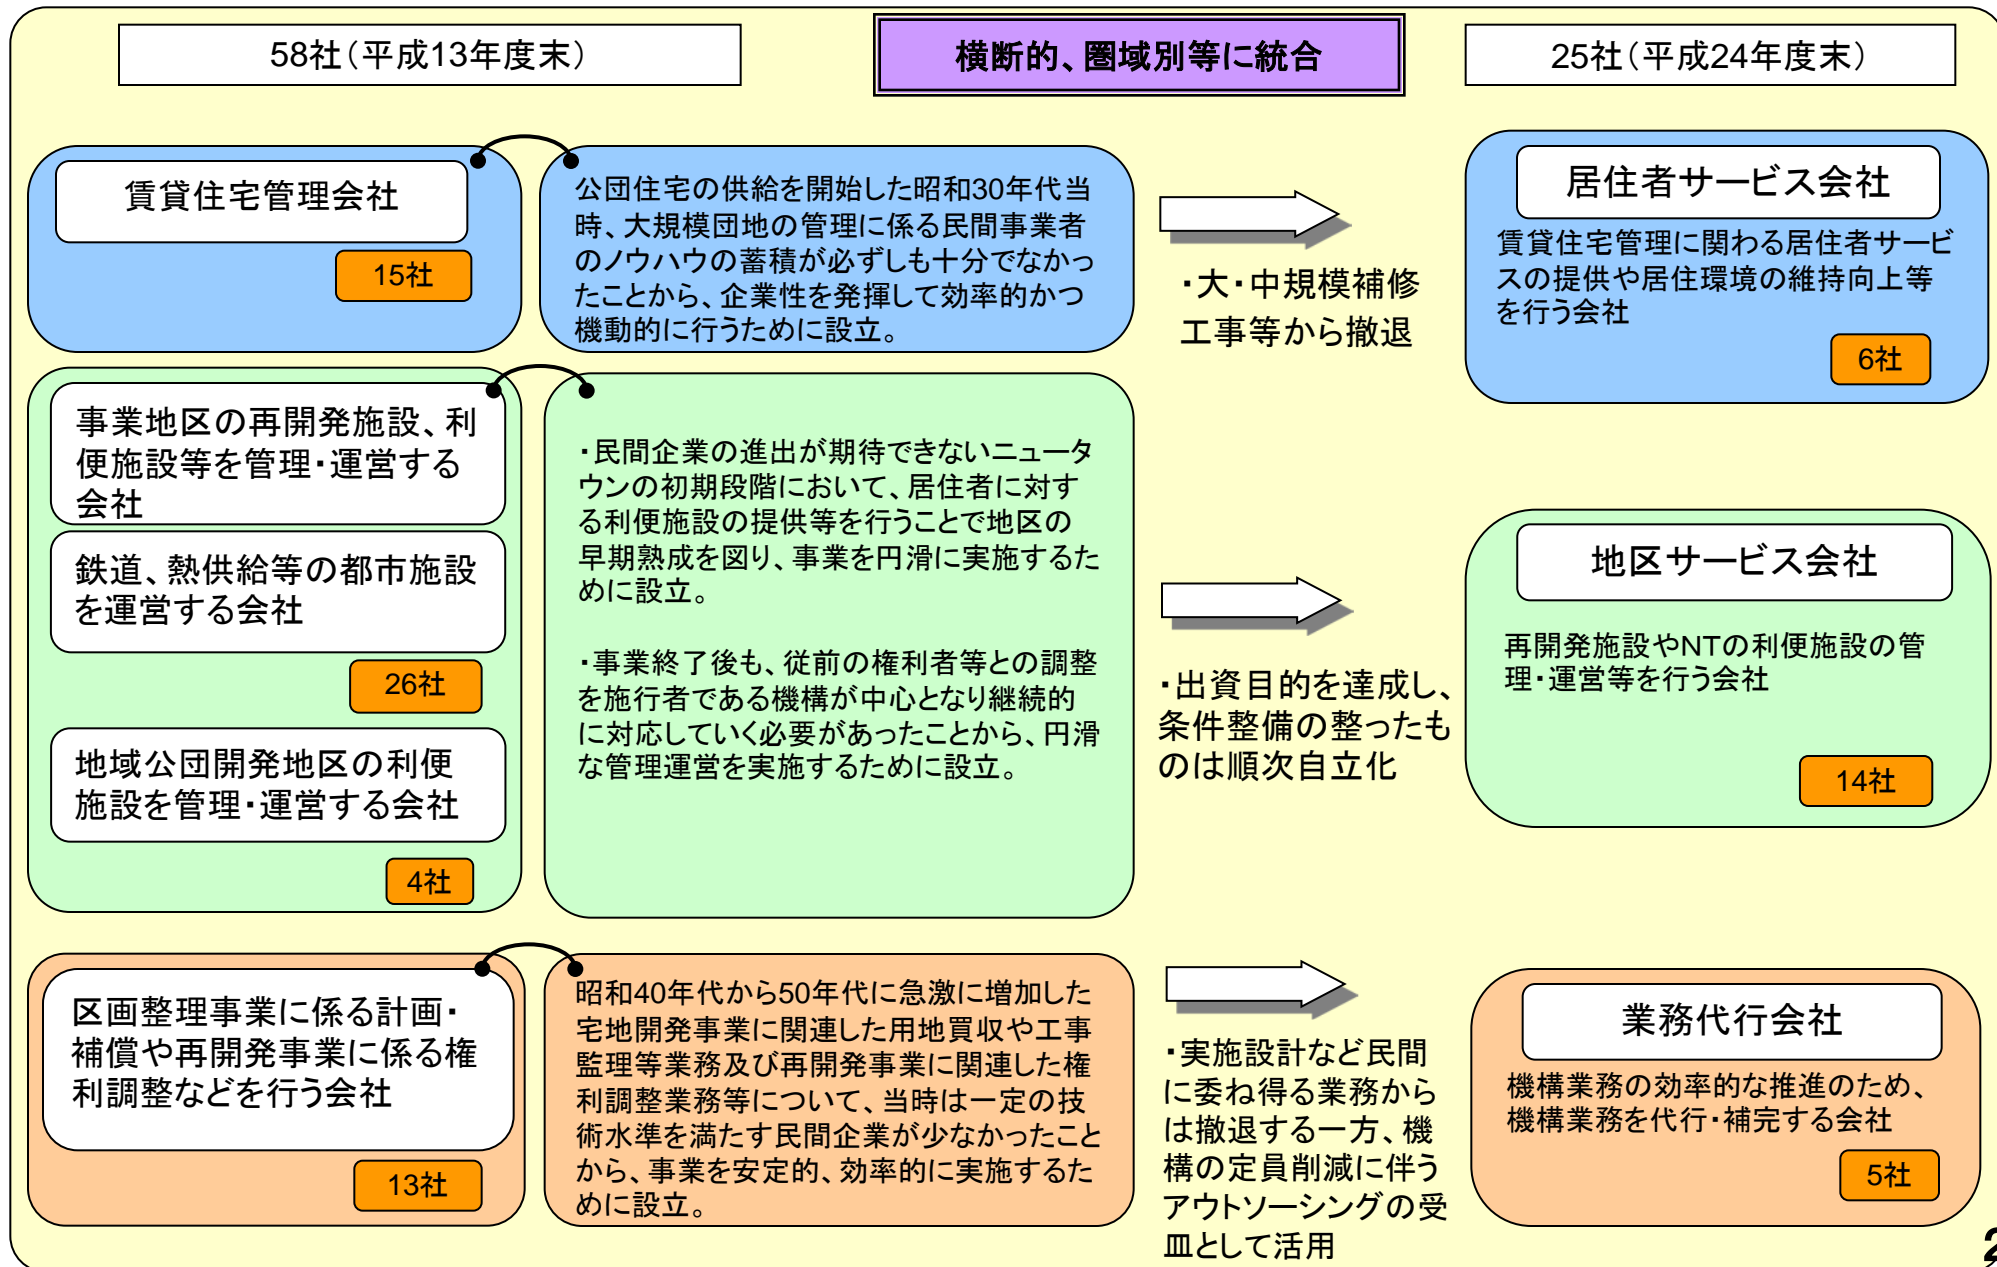 58社（平成13年度末）
横断的、圏域別等に統合
25社（平成24年度末）
賃貸住宅管理会社
15社
公団住宅の供給を開始した昭和30年代当
時、大規模団地の管理に係る民間事業者
のノウハウの蓄積が必ずしも十分でなかっ
たことから、企業性を発揮して効率的かつ
機動的に行うために設立。
・大・中規模補修
工事等から撤退
居住者サービス会社
賃貸住宅管理に関わる居住者サービ
スの提供や居住環境の維持向上等
を行う会社
6社
事業地区の再開発施設、利
便施設等を管理・運営する
会社
鉄道、熱供給等の都市施設
を運営する会社
26社
地域公団開発地区の利便
施設を管理・運営する会社
4社
・民間企業の進出が期待できないニュータ
ウンの初期段階において、居住者に対す
る利便施設の提供等を行うことで地区の
早期熟成を図り、事業を円滑に実施するた
めに設立。
・事業終了後も、従前の権利者等との調整
を施行者である機構が中心となり継続的
に対応していく必要があったことから、円滑
な管理運営を実施するために設立。
・出資目的を達成し、
条件整備の整ったも
のは順次自立化
地区サービス会社
再開発施設やNTの利便施設の管
理・運営等を行う会社
14社
区画整理事業に係る計画・
補償や再開発事業に係る権
利調整などを行う会社
13社
昭和40年代から50年代に急激に増加した
宅地開発事業に関連した用地買収や工事
監理等業務及び再開発事業に関連した権
利調整業務等について、当時は一定の技
術水準を満たす民間企業が少なかったこと
から、事業を安定的、効率的に実施するた
めに設立。
・実施設計など民間
に委ね得る業務から
は撤退する一方、機
構の定員削減に伴う
アウトソーシングの受
皿として活用
業務代行会社
機構業務の効率的な推進のため、
機構業務を代行・補完する会社
5社
2